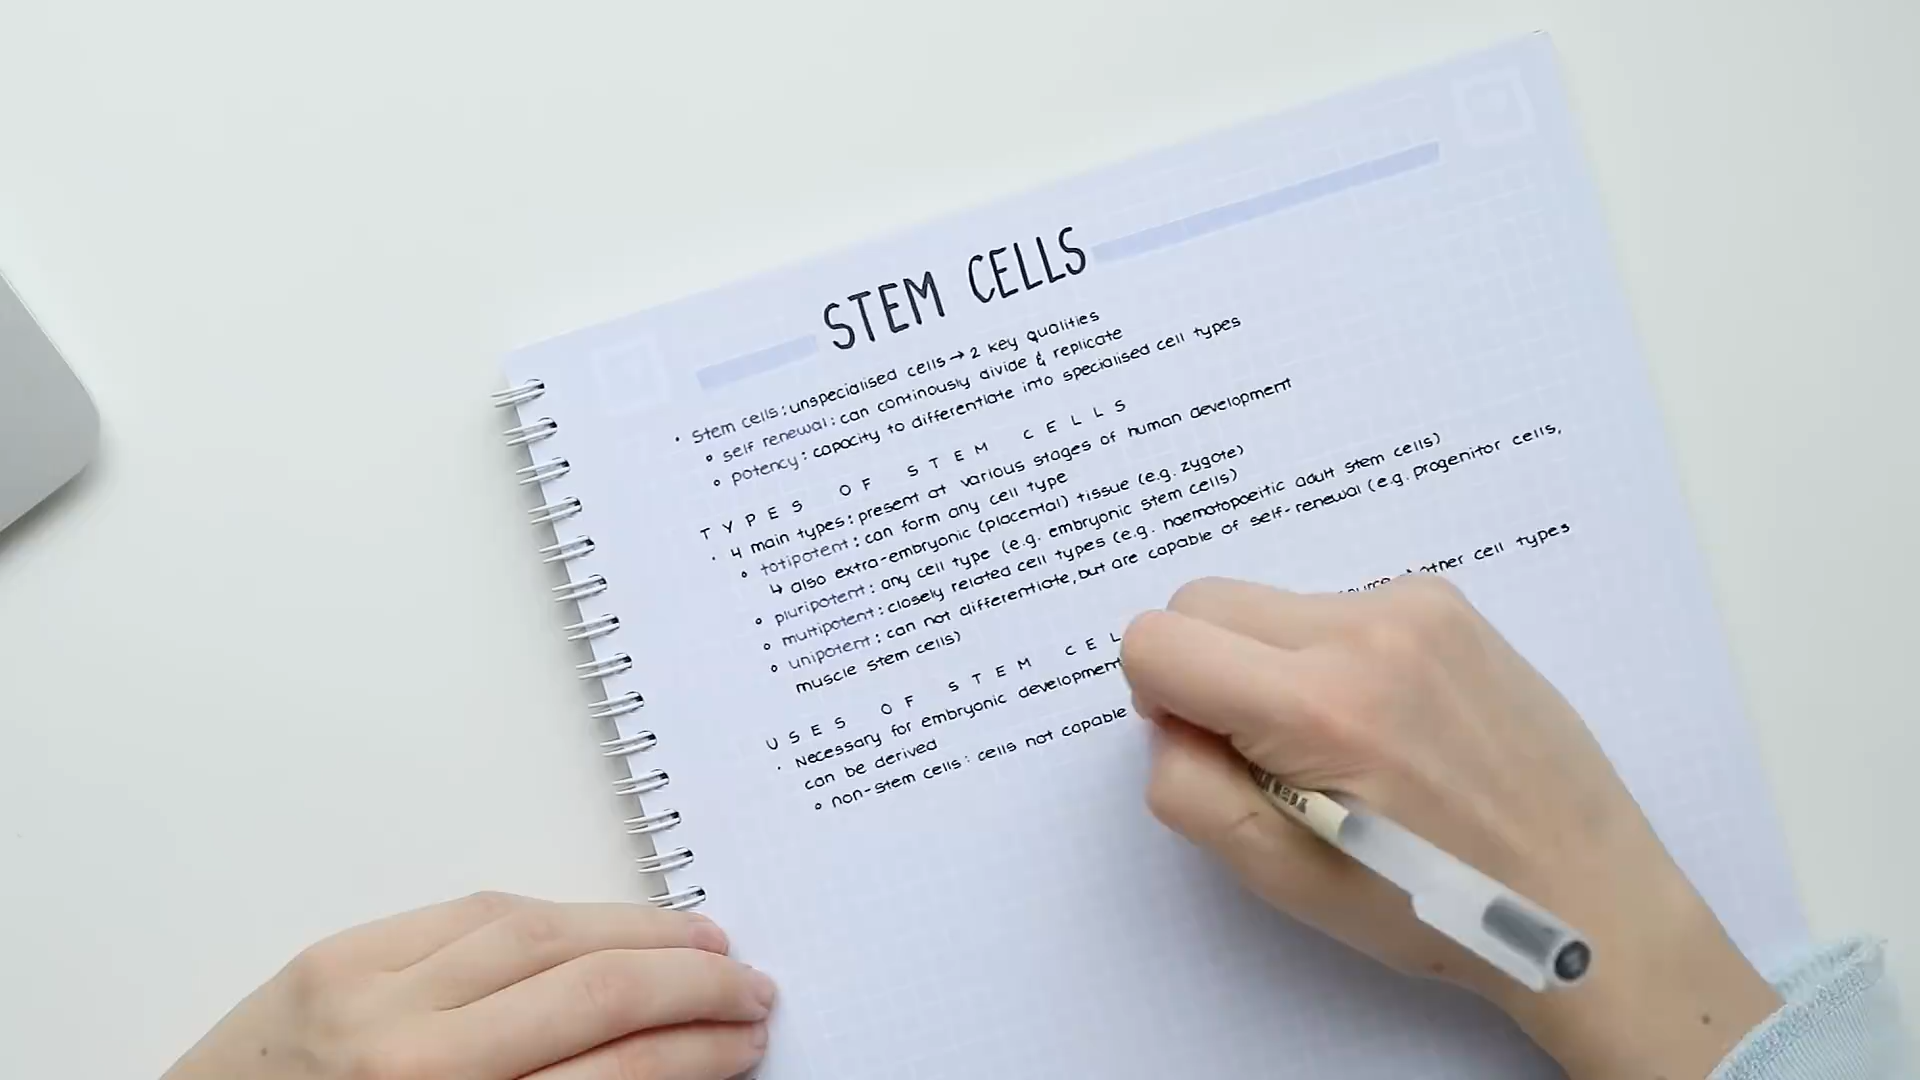 STEM CELLS
• Stem cells: unspecialised cells → 2 key qualities
∘ self renewal: can continously divide & replicate
∘ potency: capacity to differentiate into specialised cell types
TYPES OF STEM CELLS
• 4 main types: present at various stages of human development
∘ totipotent: can form any cell type
↳ also extra-embryonic (placental) tissue (e.g. zygote)
∘ pluripotent: any cell type (e.g. embryonic stem cells)
∘ multipotent: closely related cell types (e.g. haematopoeitic adult stem cells)
∘ unipotent: can not differentiate, but are capable of self-renewal (e.g. progenitor cells,
muscle stem cells)
USES OF STEM CEL
• Necessary for embryonic development other cell types
can be derived
∘ non-stem cells: cells not capable